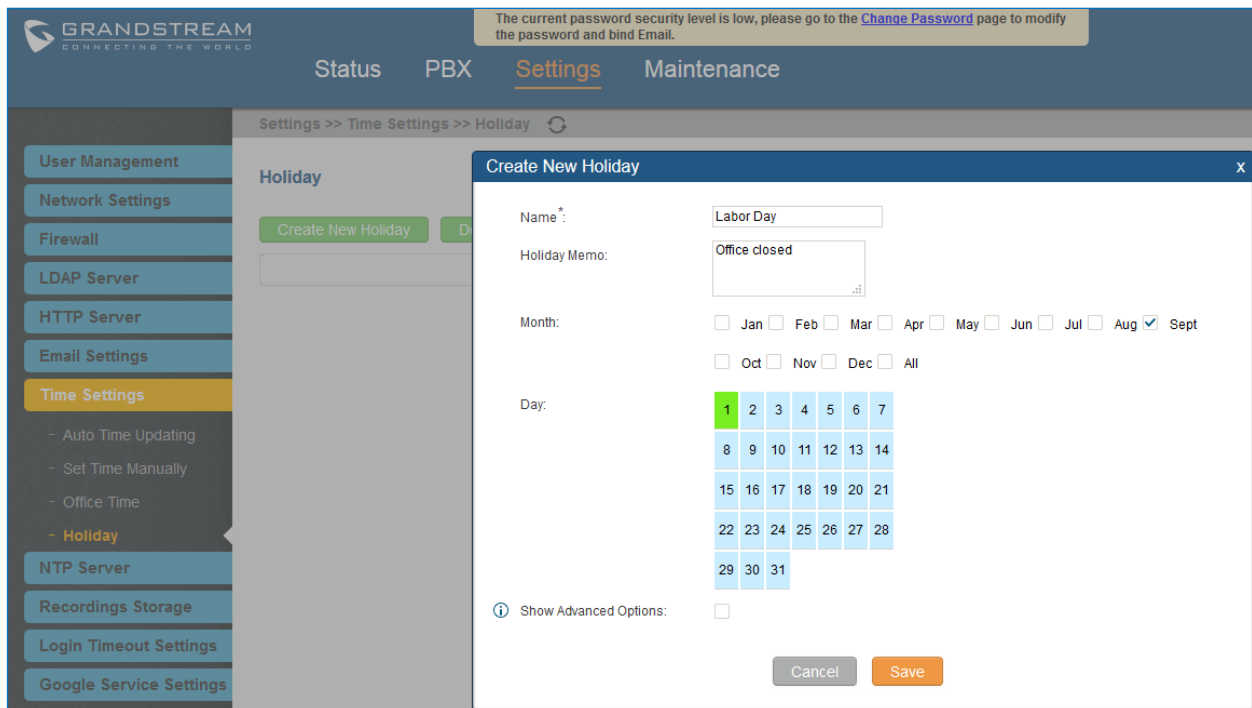 GRANDSTREAM
CONNECTING THE WORLD
The current password security level is low, please go to the Change Password page to modify
the password and bind Email.
Status PBX Settings Maintenance
Settings >> Time Settings >> Holiday
User Management
Network Settings
Firewall
LDAP Server
HTTP Server
Email Settings
Time Settings
- Auto Time Updating
- Set Time Manually
- Office Time
- Holiday
NTP Server
Recordings Storage
Login Timeout Settings
Google Service Settings
Holiday
Create New Holiday
Create New Holiday x
Name*: Labor Day
Holiday Memo: Office closed
Month: Jan Feb Mar Apr May Jun Jul Aug Sept
Oct Nov Dec All
Day: 1 2 3 4 5 6 7
8 9 10 11 12 13 14
15 16 17 18 19 20 21
22 23 24 25 26 27 28
29 30 31
i Show Advanced Options:
Cancel Save